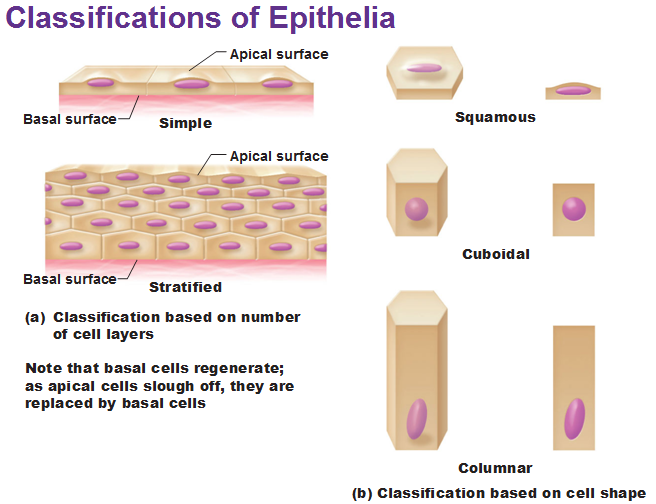 Classifications of Epithelia
Apical surface
Basal surface
Simple
Apical surface
Basal surface
Stratified
(a) Classification based on number
of cell layers
Note that basal cells regenerate;
as apical cells slough off, they are
replaced by basal cells
Squamous
Cuboidal
Columnar
(b) Classification based on cell shape